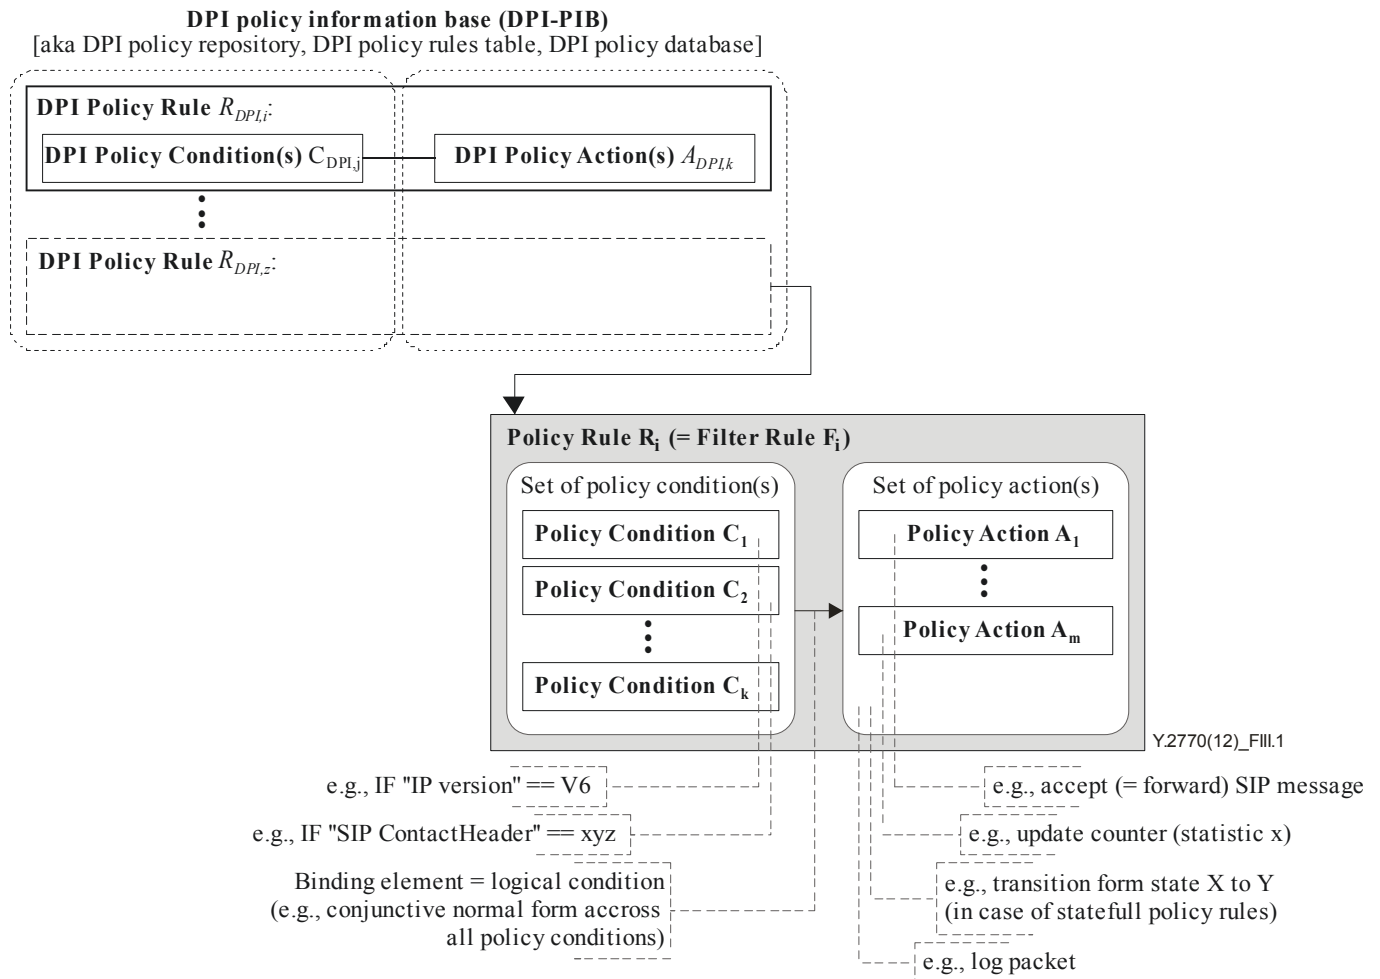 DPI policy information base (DPI-PIB)
[aka DPI policy repository, DPI policy rules table, DPI policy database]
DPI Policy Rule R_DPI,i:
DPI Policy Condition(s) C_DPI,j
DPI Policy Action(s) A_DPI,k
DPI Policy Rule R_DPI,z:
Policy Rule R_i (= Filter Rule F_i)
Set of policy condition(s)
Policy Condition C_1
Policy Condition C_2
Policy Condition C_k
Set of policy action(s)
Policy Action A_1
Policy Action A_m
Y.2770(12)_FIII.1
e.g., IF "IP version" == V6
e.g., IF "SIP ContactHeader" == xyz
Binding element = logical condition
(e.g., conjunctive normal form accross
all policy conditions)
e.g., accept (= forward) SIP message
e.g., update counter (statistic x)
e.g., transition form state X to Y
(in case of statefull policy rules)
e.g., log packet